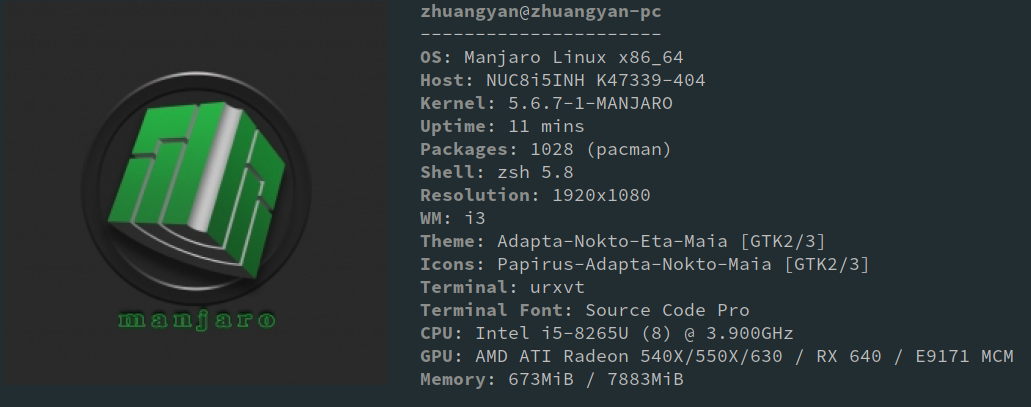 zhuangyan@zhuangyan-pc
----------------------
OS: Manjaro Linux x86_64
Host: NUC8i5INH K47339-404
Kernel: 5.6.7-1-MANJARO
Uptime: 11 mins
Packages: 1028 (pacman)
Shell: zsh 5.8
Resolution: 1920x1080
WM: i3
Theme: Adapta-Nokto-Eta-Maia [GTK2/3]
Icons: Papirus-Adapta-Nokto-Maia [GTK2/3]
Terminal: urxvt
Terminal Font: Source Code Pro
CPU: Intel i5-8265U (8) @ 3.900GHz
GPU: AMD ATI Radeon 540X/550X/630 / RX 640 / E9171 MCM
Memory: 673MiB / 7883MiB
manjaro